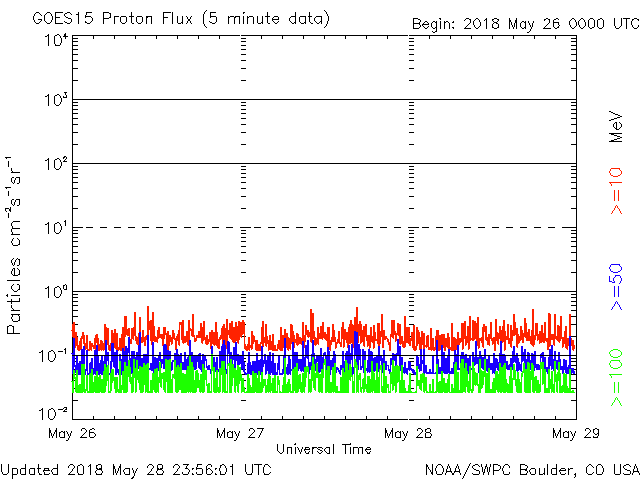 GOES15 Proton Flux (5 minute data)
Begin: 2018 May 26 0000 UTC
Particles cm⁻²s⁻¹sr⁻¹
10⁴
10³
10²
10¹
10⁰
10⁻¹
10⁻²
MeV
>=10
>=50
>=100
May 26
May 27
May 28
May 29
Universal Time
Updated 2018 May 28 23:56:01 UTC
NOAA/SWPC Boulder, CO USA